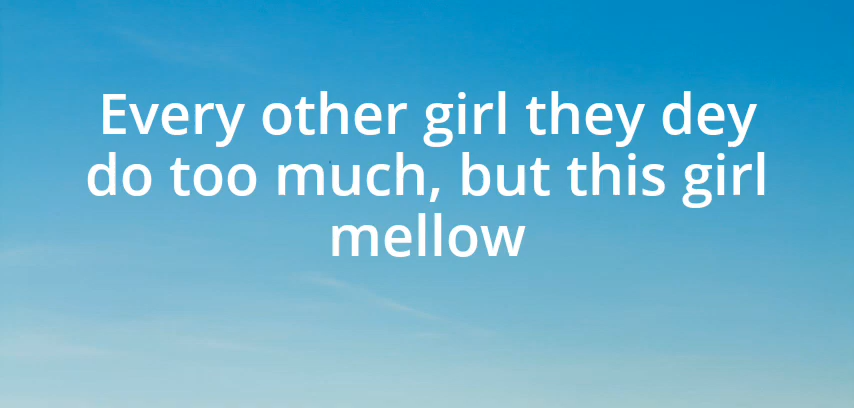 Every other girl they dey
do too much, but this girl
mellow